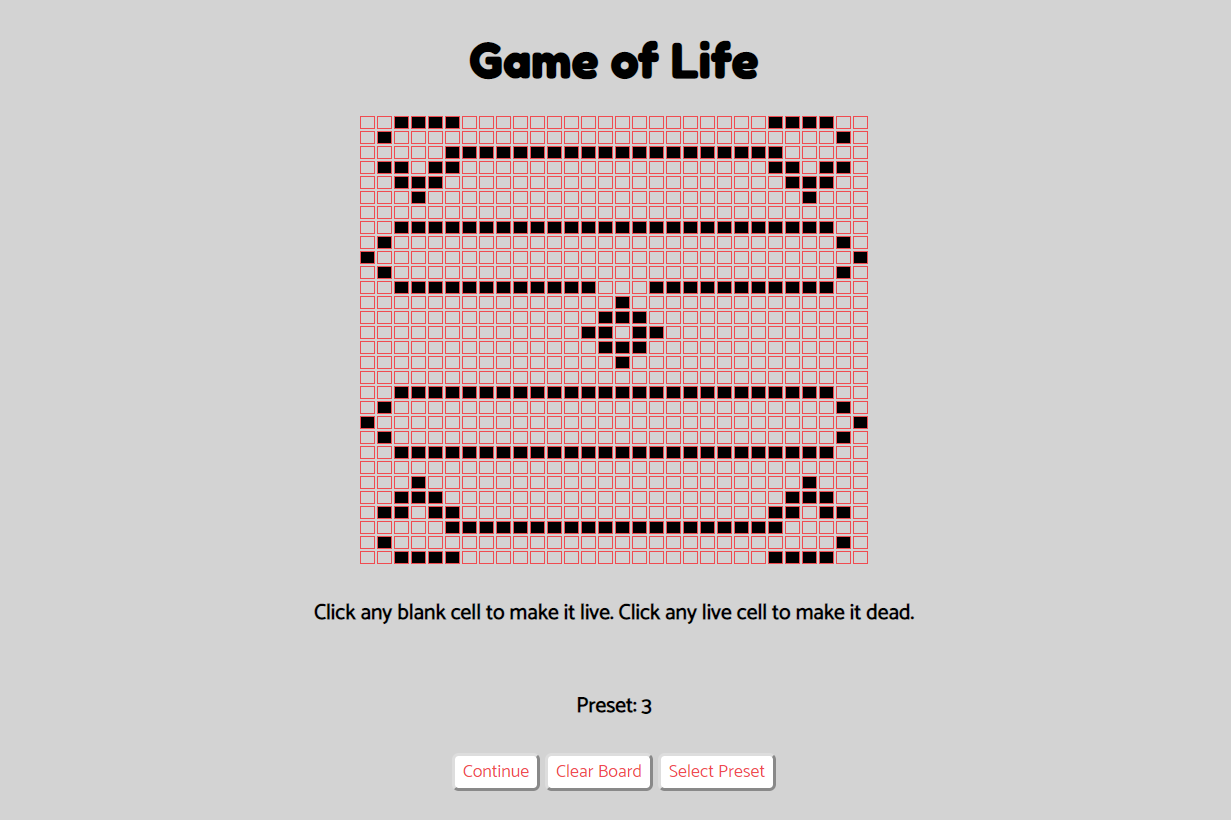 Game of Life
Click any blank cell to make it live. Click any live cell to make it dead.
Preset: 3
Continue
Clear Board
Select Preset